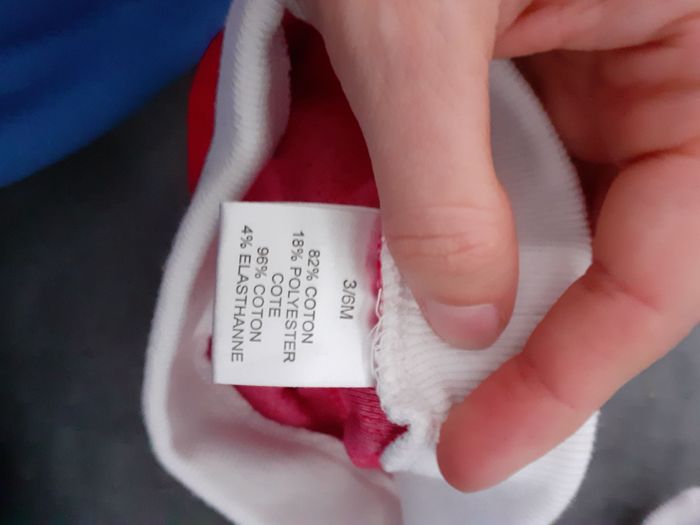 3/6M
82% COTON
18% POLYESTER
COTE
96% COTON
4% ELASTHANNE